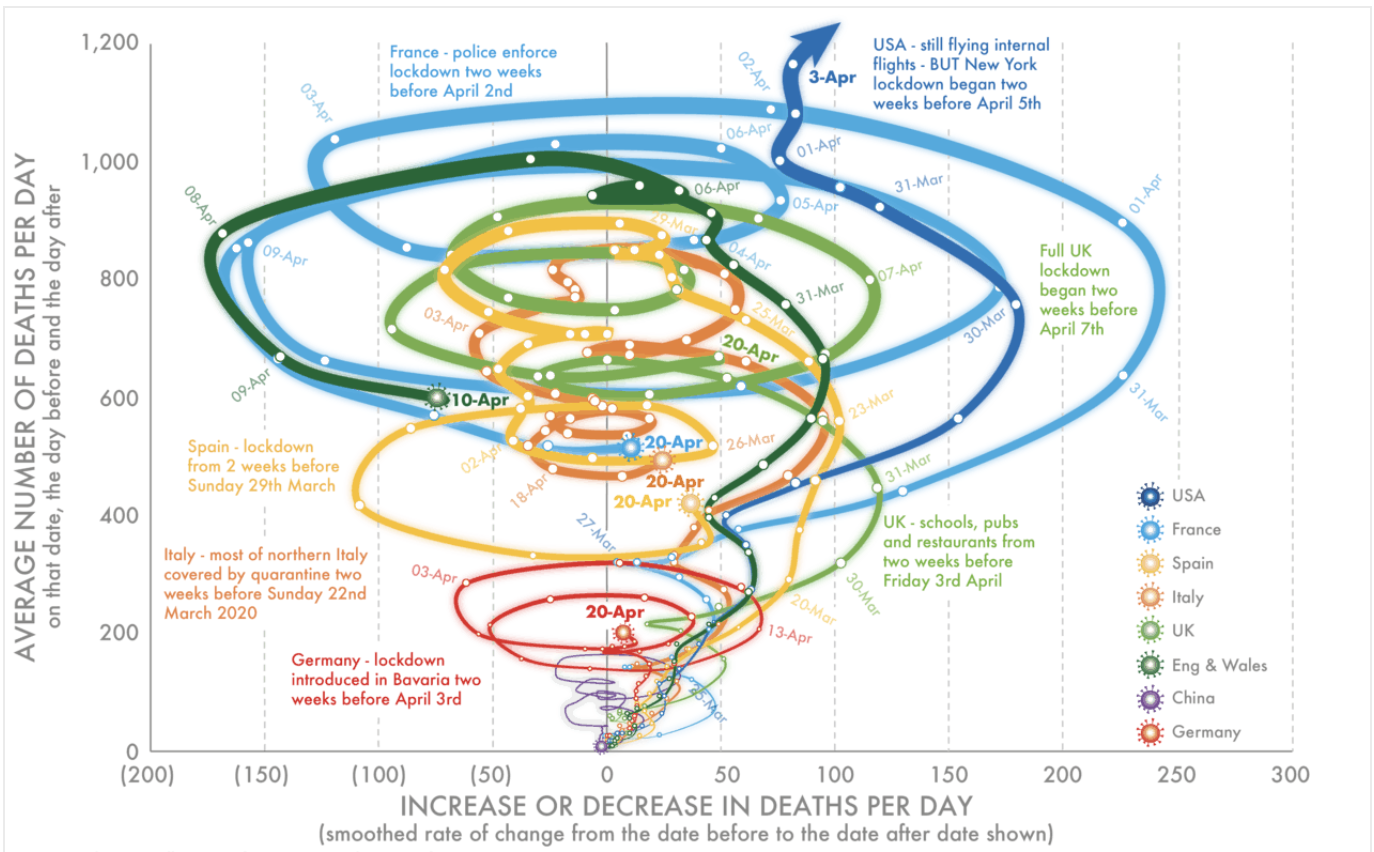 1,200
1,000
800
600
400
200
0
AVERAGE NUMBER OF DEATHS PER DAY
on that date, the day before and the day after
(200)
(150)
(100)
(50)
0
50
100
150
200
250
300
INCREASE OR DECREASE IN DEATHS PER DAY
(smoothed rate of change from the date before to the date after date shown)
France - police enforce
lockdown two weeks
before April 2nd
USA - still flying internal
flights - BUT New York
lockdown began two
weeks before April 5th
Full UK
lockdown
began two
weeks before
April 7th
Spain - lockdown
from 2 weeks before
Sunday 29th March
Italy - most of northern Italy
covered by quarantine two
weeks before Sunday 22nd
March 2020
UK - schools, pubs
and restaurants from
two weeks before
Friday 3rd April
Germany - lockdown
introduced in Bavaria two
weeks before April 3rd
03-Apr
02-Apr
3-Apr
06-Apr
01-Apr
31-Mar
01-Apr
08-Apr
06-Apr
05-Apr
29-Mar
09-Apr
04-Apr
07-Apr
31-Mar
25-Mar
30-Mar
03-Apr
20-Apr
09-Apr
10-Apr
23-Mar
31-Mar
20-Apr
26-Mar
02-Apr
18-Apr
20-Apr
20-Apr
31-Mar
27-Mar
03-Apr
30-Mar
20-Mar
20-Apr
13-Apr
USA
France
Spain
Italy
UK
Eng & Wales
China
Germany